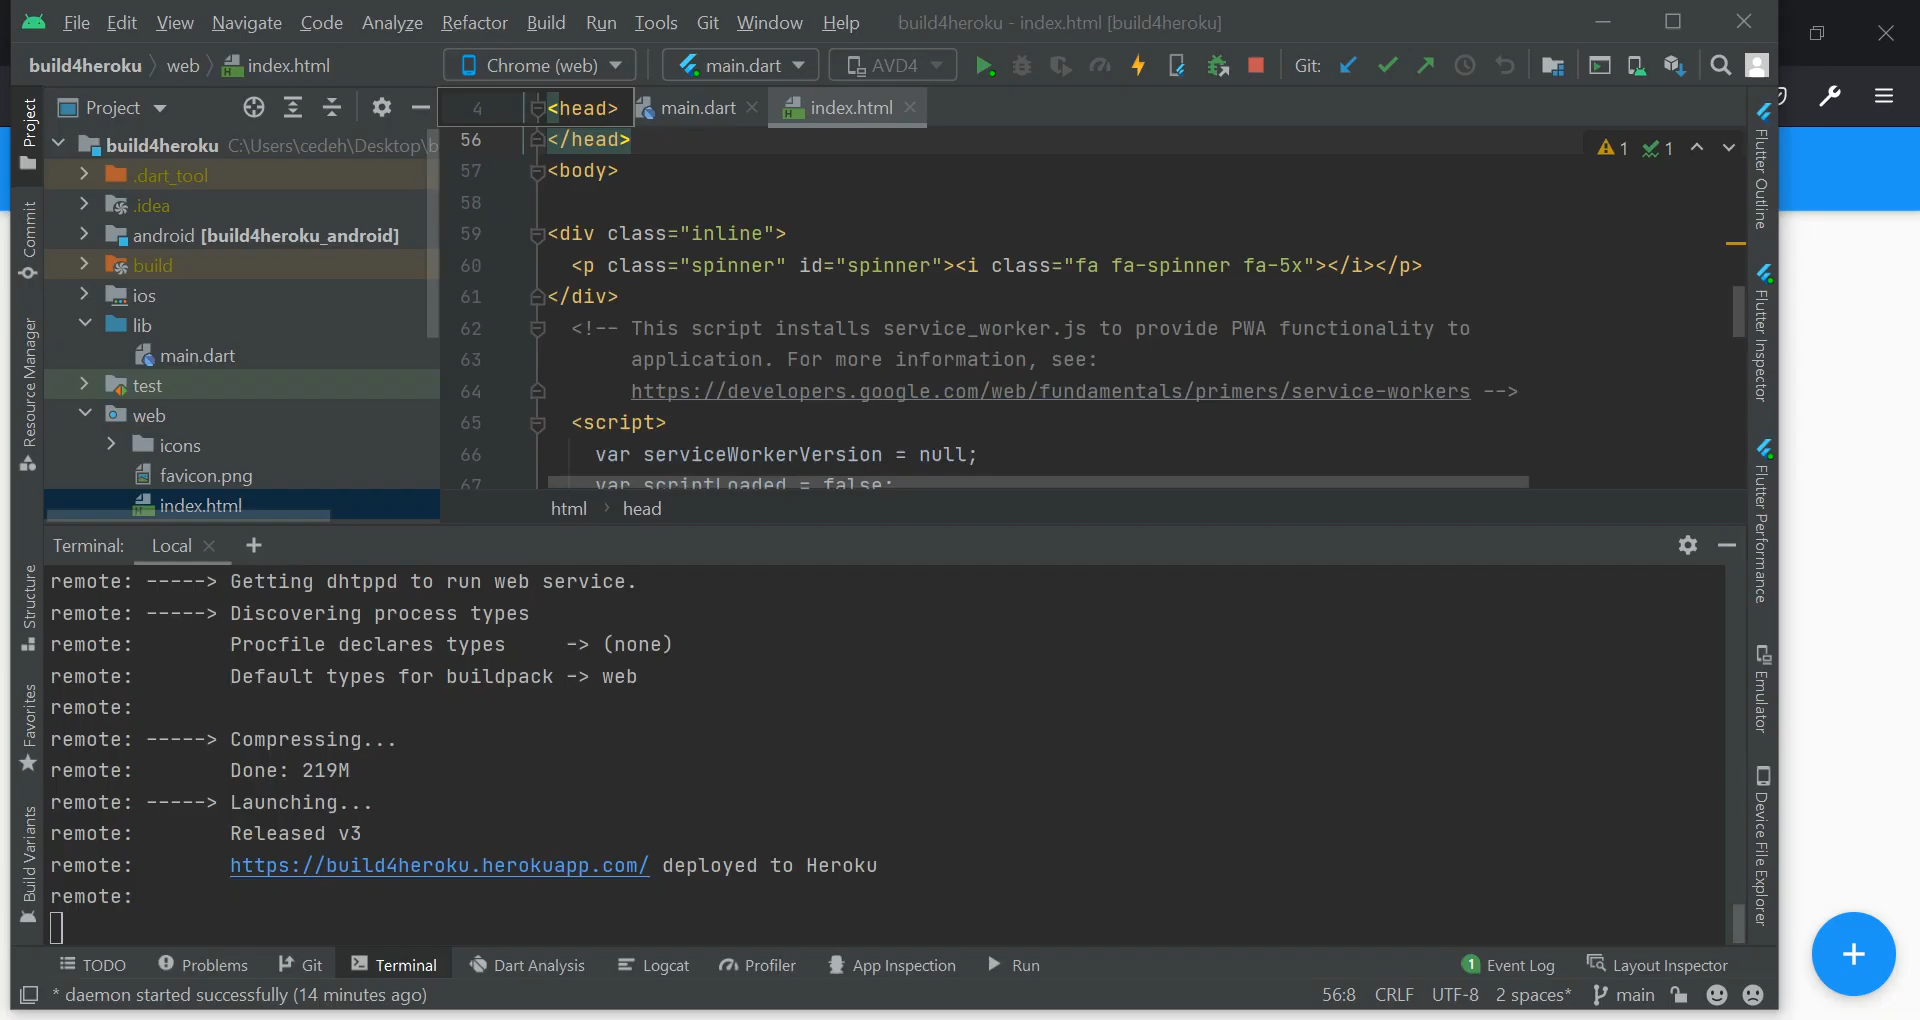 File Edit View Navigate Code Analyze Refactor Build Run Tools Git Window Help build4heroku - index.html [build4heroku]
build4heroku web index.html Chrome (web) main.dart AVD4 Git:
Project 4 <head> main.dart index.html
build4heroku C:\Users\cedeh\Desktop\b
.dart_tool
.idea
android [build4heroku_android]
build
ios
lib
main.dart
test
web
icons
favicon.png
index.html
56 </head>
1 1
57 <body>
58
59 <div class="inline">
60 <p class="spinner" id="spinner"><i class="fa fa-spinner fa-5x"></i></p>
61 </div>
62 <!-- This script installs service_worker.js to provide PWA functionality to
63 application. For more information, see:
64 https://developers.google.com/web/fundamentals/primers/service-workers -->
65 <script>
66 var serviceWorkerVersion = null;
67 var scriptLoaded = false;
html head
Terminal: Local
remote: -----> Getting dhtppd to run web service.
remote: -----> Discovering process types
remote: Procfile declares types -> (none)
remote: Default types for buildpack -> web
remote:
remote: -----> Compressing...
remote: Done: 219M
remote: -----> Launching...
remote: Released v3
remote: https://build4heroku.herokuapp.com/ deployed to Heroku
remote:
Project
Commit
Resource Manager
Structure
Favorites
Build Variants
Flutter Outline
Flutter Inspector
Flutter Performance
Emulator
Device File Explorer
TODO Problems Git Terminal Dart Analysis Logcat Profiler App Inspection Run 1 Event Log Layout Inspector
* daemon started successfully (14 minutes ago) 56:8 CRLF UTF-8 2 spaces* main